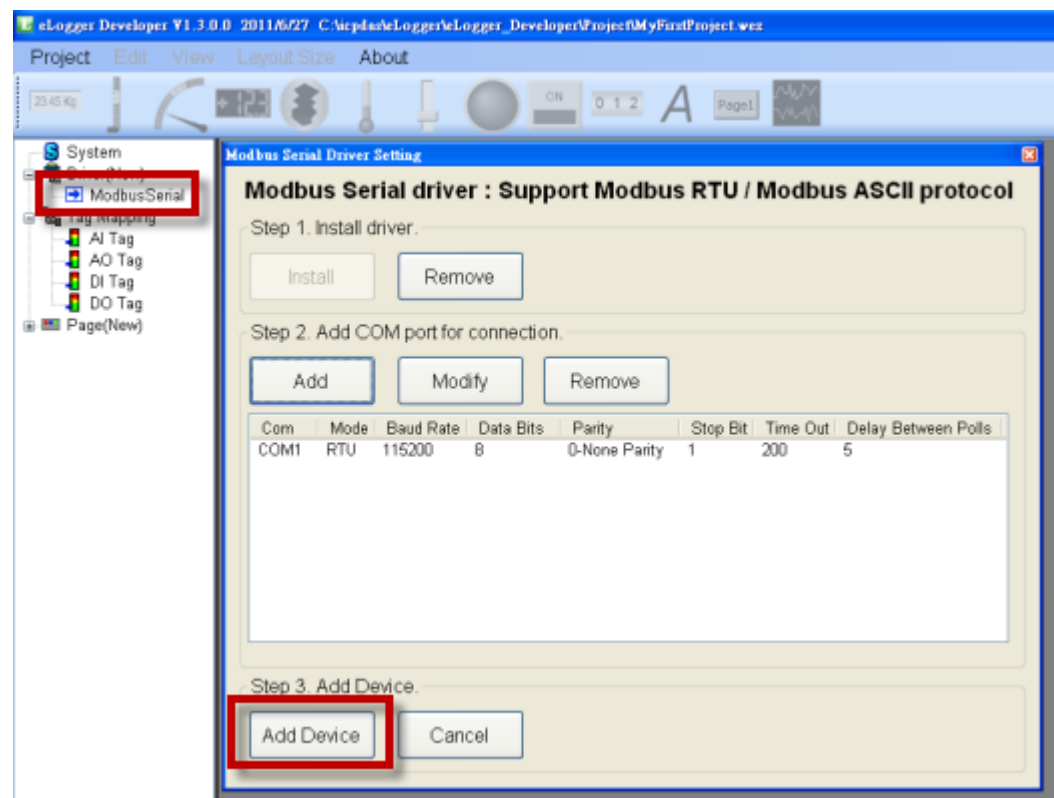 eLogger Developer V1.3.0.0 2011/6/27 C:\icpdas\eLogger\eLogger_Developer\Project\MyFirstProject.wez
Project Edit View Layout Size About
23.45 Kg ON 0 1 2 A Page1
System
Driver(New)
ModbusSerial
Tag Mapping
AI Tag
AO Tag
DI Tag
DO Tag
Page(New)
Modbus Serial Driver Setting
Modbus Serial driver : Support Modbus RTU / Modbus ASCII protocol
Step 1. Install driver.
Install Remove
Step 2. Add COM port for connection.
Add Modify Remove
Com Mode Baud Rate Data Bits Parity Stop Bit Time Out Delay Between Polls
COM1 RTU 115200 8 0-None Parity 1 200 5
Step 3. Add Device.
Add Device Cancel